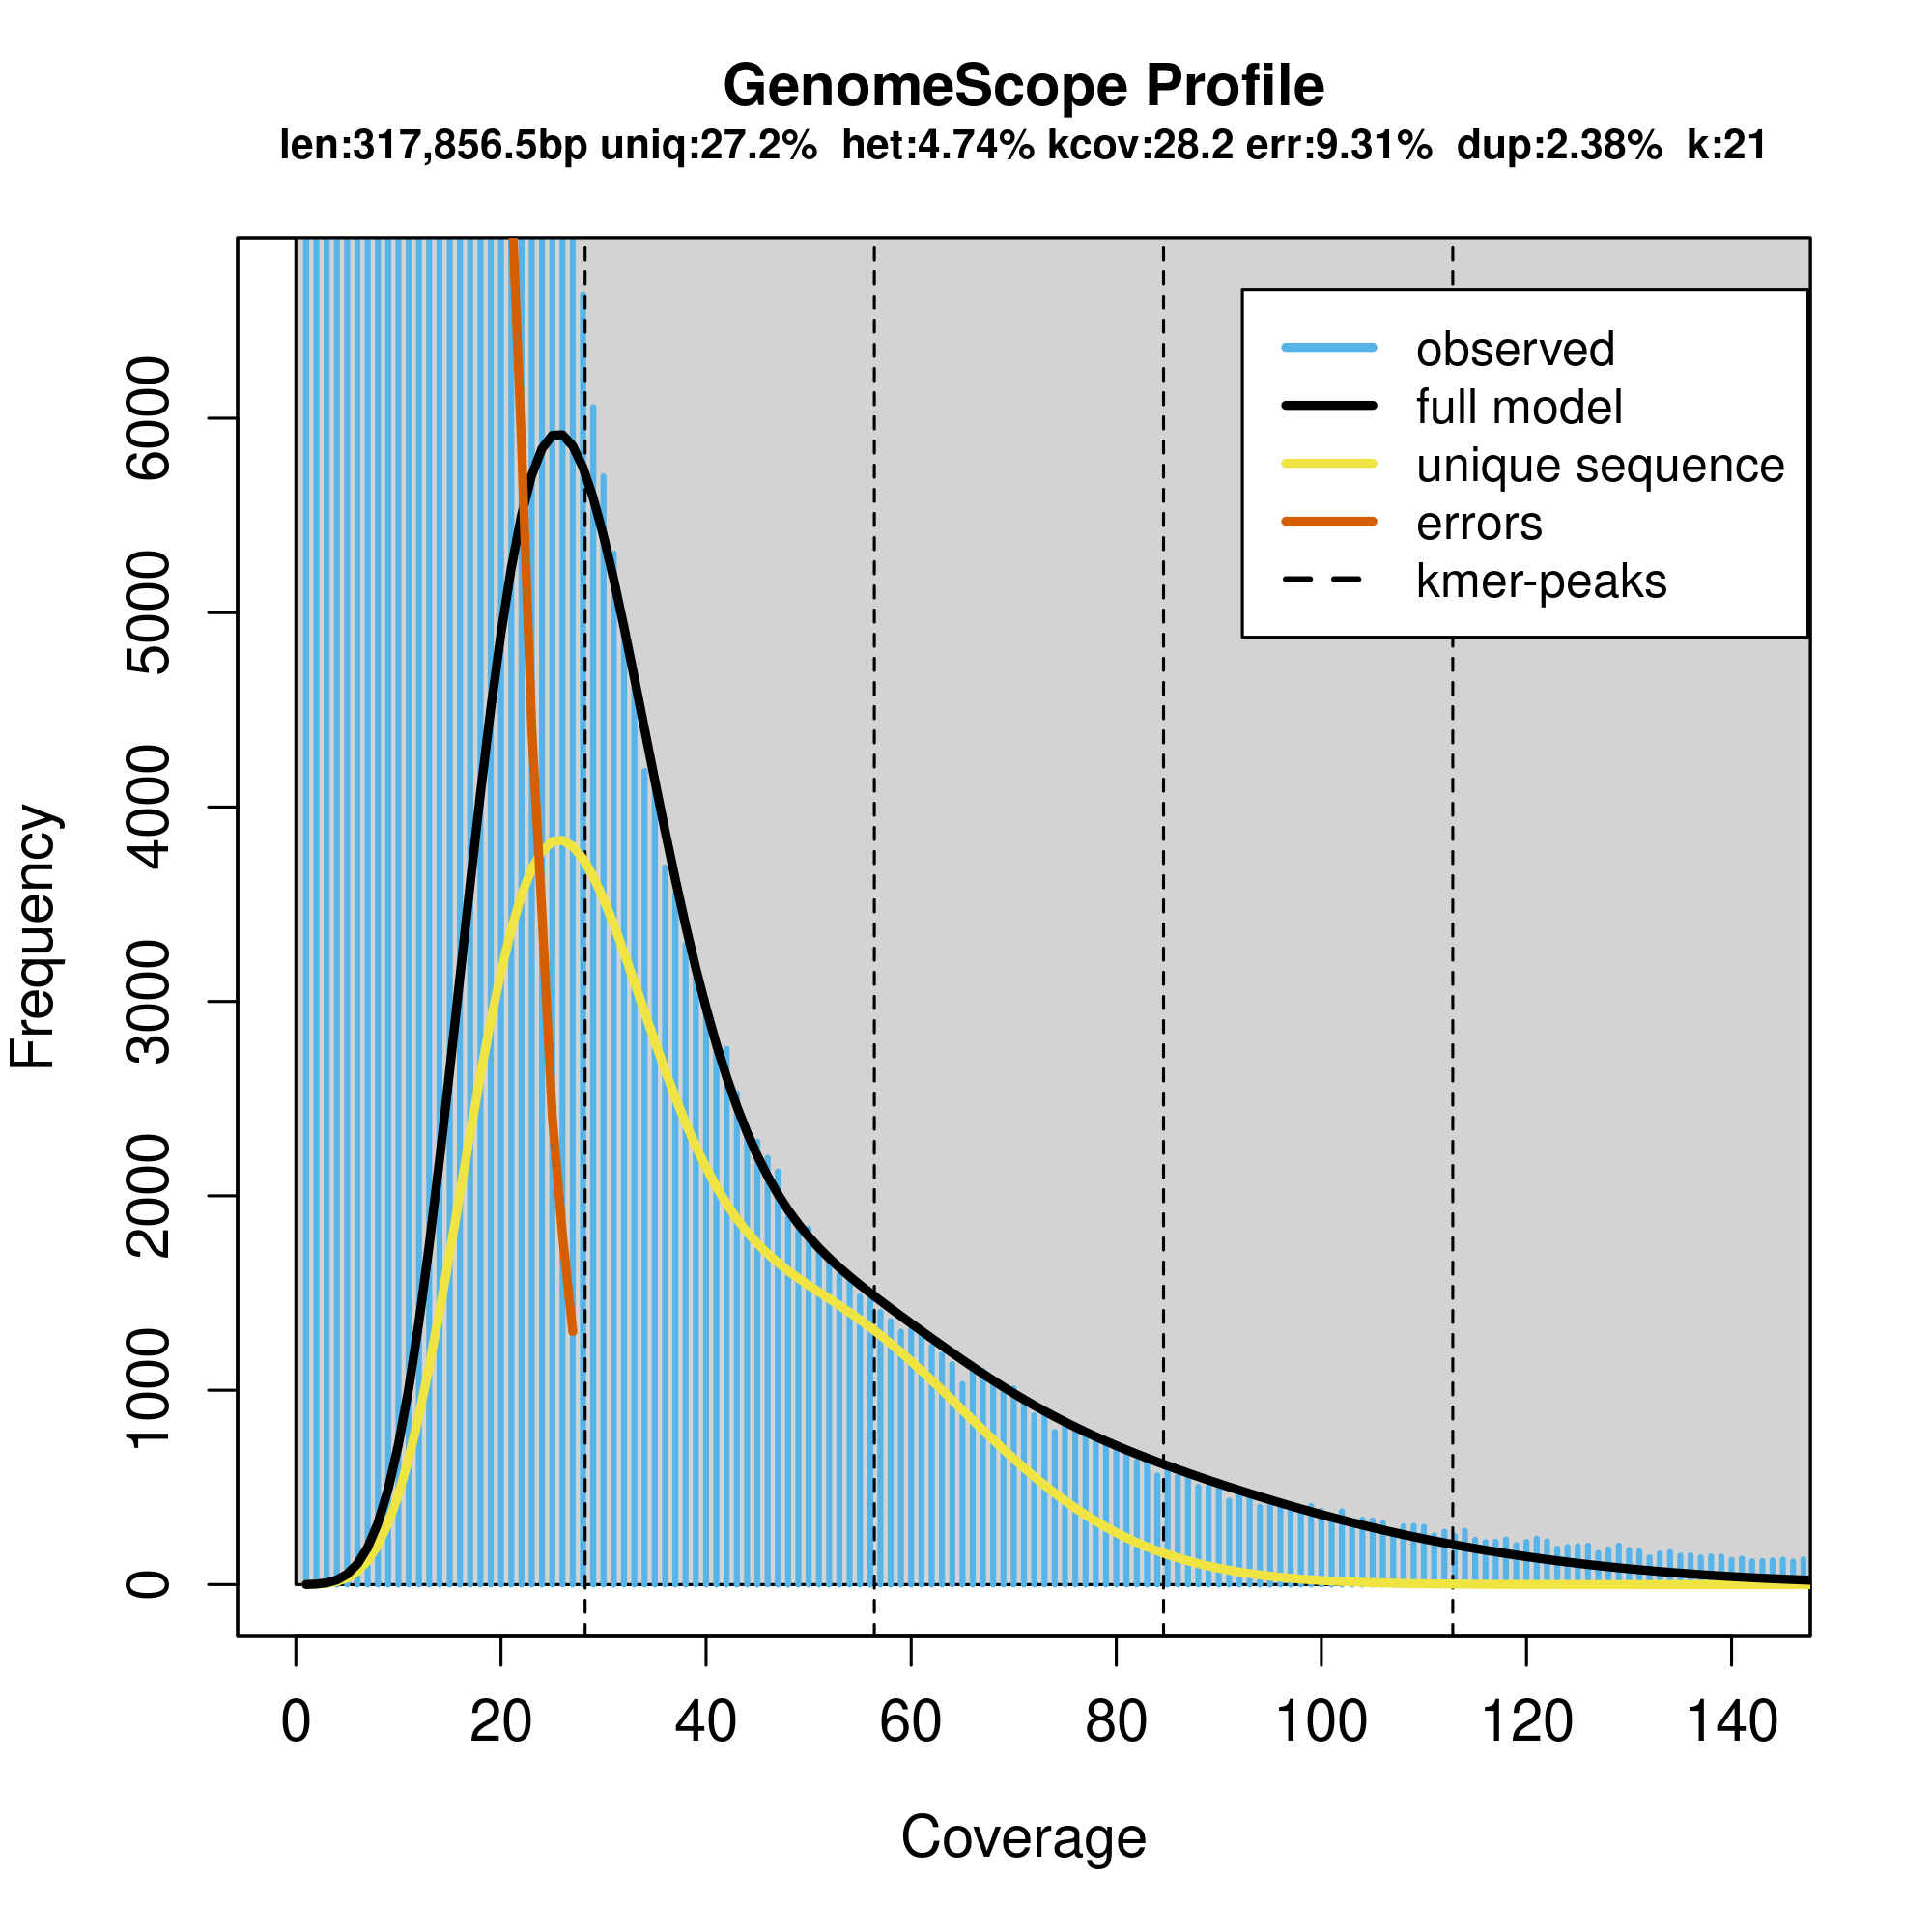 GenomeScope Profile
len:317,856.5bp uniq:27.2% het:4.74% kcov:28.2 err:9.31% dup:2.38% k:21
observed
full model
unique sequence
errors
kmer-peaks
Frequency
6000
5000
4000
3000
2000
1000
0
0 20 40 60 80 100 120 140
Coverage